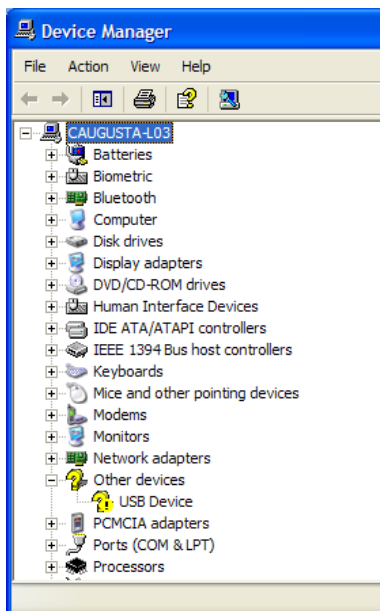 Device Manager
File Action View Help
CAUGUSTA-L03
Batteries
Biometric
Bluetooth
Computer
Disk drives
Display adapters
DVD/CD-ROM drives
Human Interface Devices
IDE ATA/ATAPI controllers
IEEE 1394 Bus host controllers
Keyboards
Mice and other pointing devices
Modems
Monitors
Network adapters
Other devices
USB Device
PCMCIA adapters
Ports (COM & LPT)
Processors